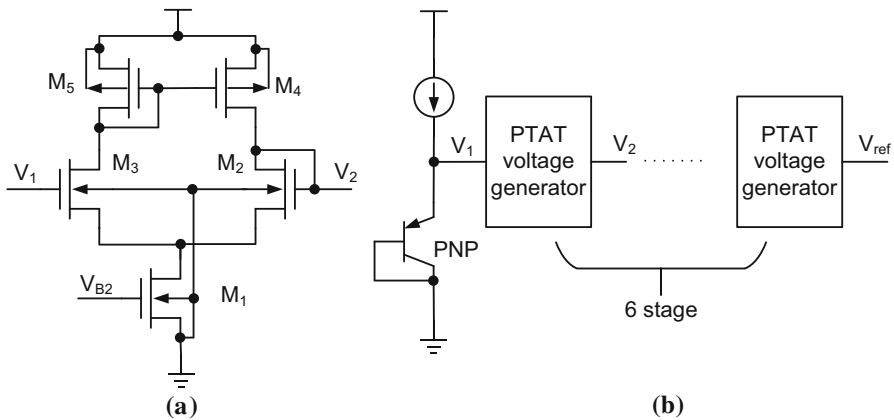 M5
M4
V1
M3
M2
V2
VB2
M1
(a)
V1
PTAT
voltage
generator
V2
........
PTAT
voltage
generator
Vref
PNP
6 stage
(b)